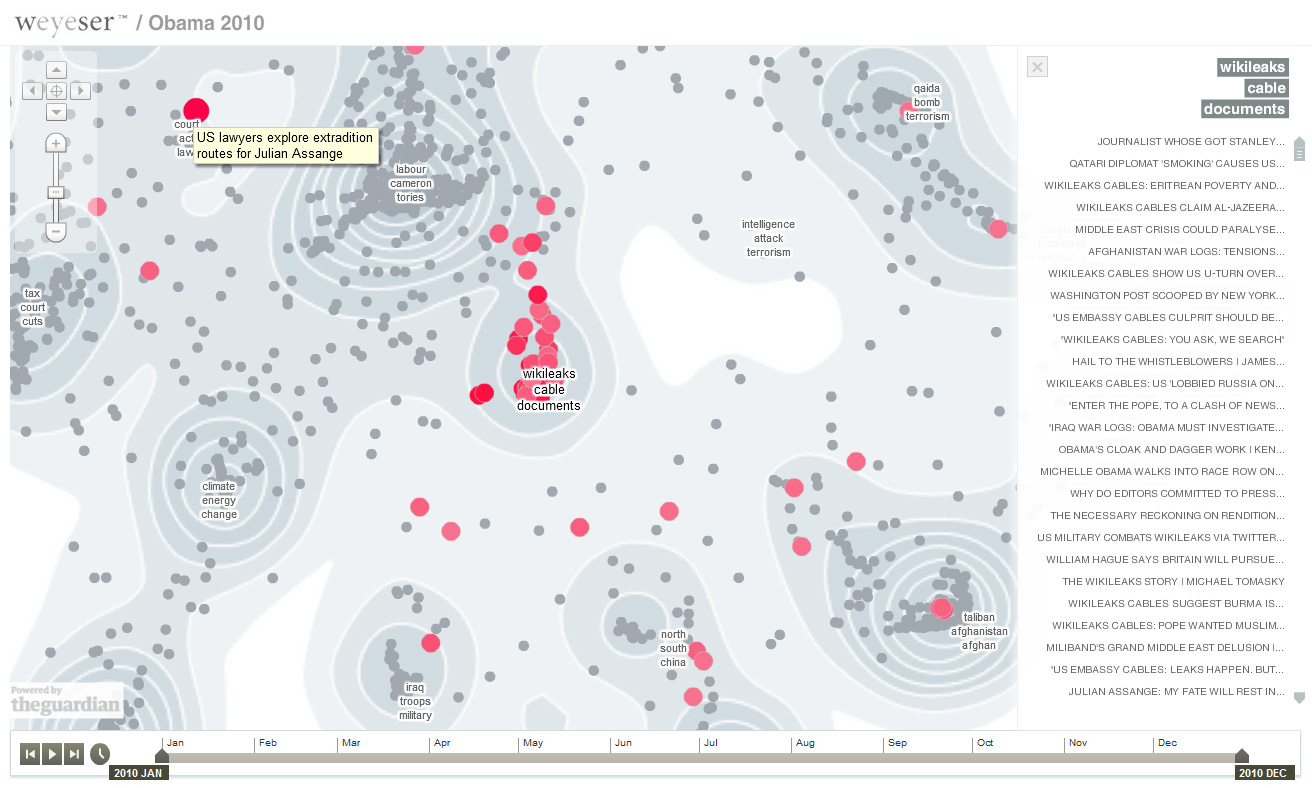 weyeser™ / Obama 2010
court
act
law
US lawyers explore extradition
routes for Julian Assange
labour
cameron
tories
qaida
bomb
terrorism
intelligence
attack
terrorism
tax
court
cuts
wikileaks
cable
documents
climate
energy
change
north
south
china
taliban
afghanistan
afghan
iraq
troops
military
Powered by
theguardian
wikileaks
cable
documents
JOURNALIST WHOSE GOT STANLEY...
QATARI DIPLOMAT 'SMOKING' CAUSES US...
WIKILEAKS CABLES: ERITREAN POVERTY AND...
WIKILEAKS CABLES CLAIM AL-JAZEERA...
MIDDLE EAST CRISIS COULD PARALYSE...
AFGHANISTAN WAR LOGS: TENSIONS...
WIKILEAKS CABLES SHOW US U-TURN OVER...
WASHINGTON POST SCOOPED BY NEW YORK...
'US EMBASSY CABLES CULPRIT SHOULD BE...
'WIKILEAKS CABLES: YOU ASK, WE SEARCH'
HAIL TO THE WHISTLEBLOWERS | JAMES...
WIKILEAKS CABLES: US 'LOBBIED RUSSIA ON...
'ENTER THE POPE, TO A CLASH OF NEWS...
'IRAQ WAR LOGS: OBAMA MUST INVESTIGATE...
OBAMA'S CLOAK AND DAGGER WORK | KEN...
MICHELLE OBAMA WALKS INTO RACE ROW ON...
WHY DO EDITORS COMMITTED TO PRESS...
THE NECESSARY RECKONING ON RENDITION...
US MILITARY COMBATS WIKILEAKS VIA TWITTER...
WILLIAM HAGUE SAYS BRITAIN WILL PURSUE...
THE WIKILEAKS STORY | MICHAEL TOMASKY
WIKILEAKS CABLES SUGGEST BURMA IS...
WIKILEAKS CABLES: POPE WANTED MUSLIM...
MILIBAND'S GRAND MIDDLE EAST DELUSION |...
'US EMBASSY CABLES: LEAKS HAPPEN. BUT...
JULIAN ASSANGE: MY FATE WILL REST IN...
Jan Feb Mar Apr May Jun Jul Aug Sep Oct Nov Dec
2010 JAN 2010 DEC